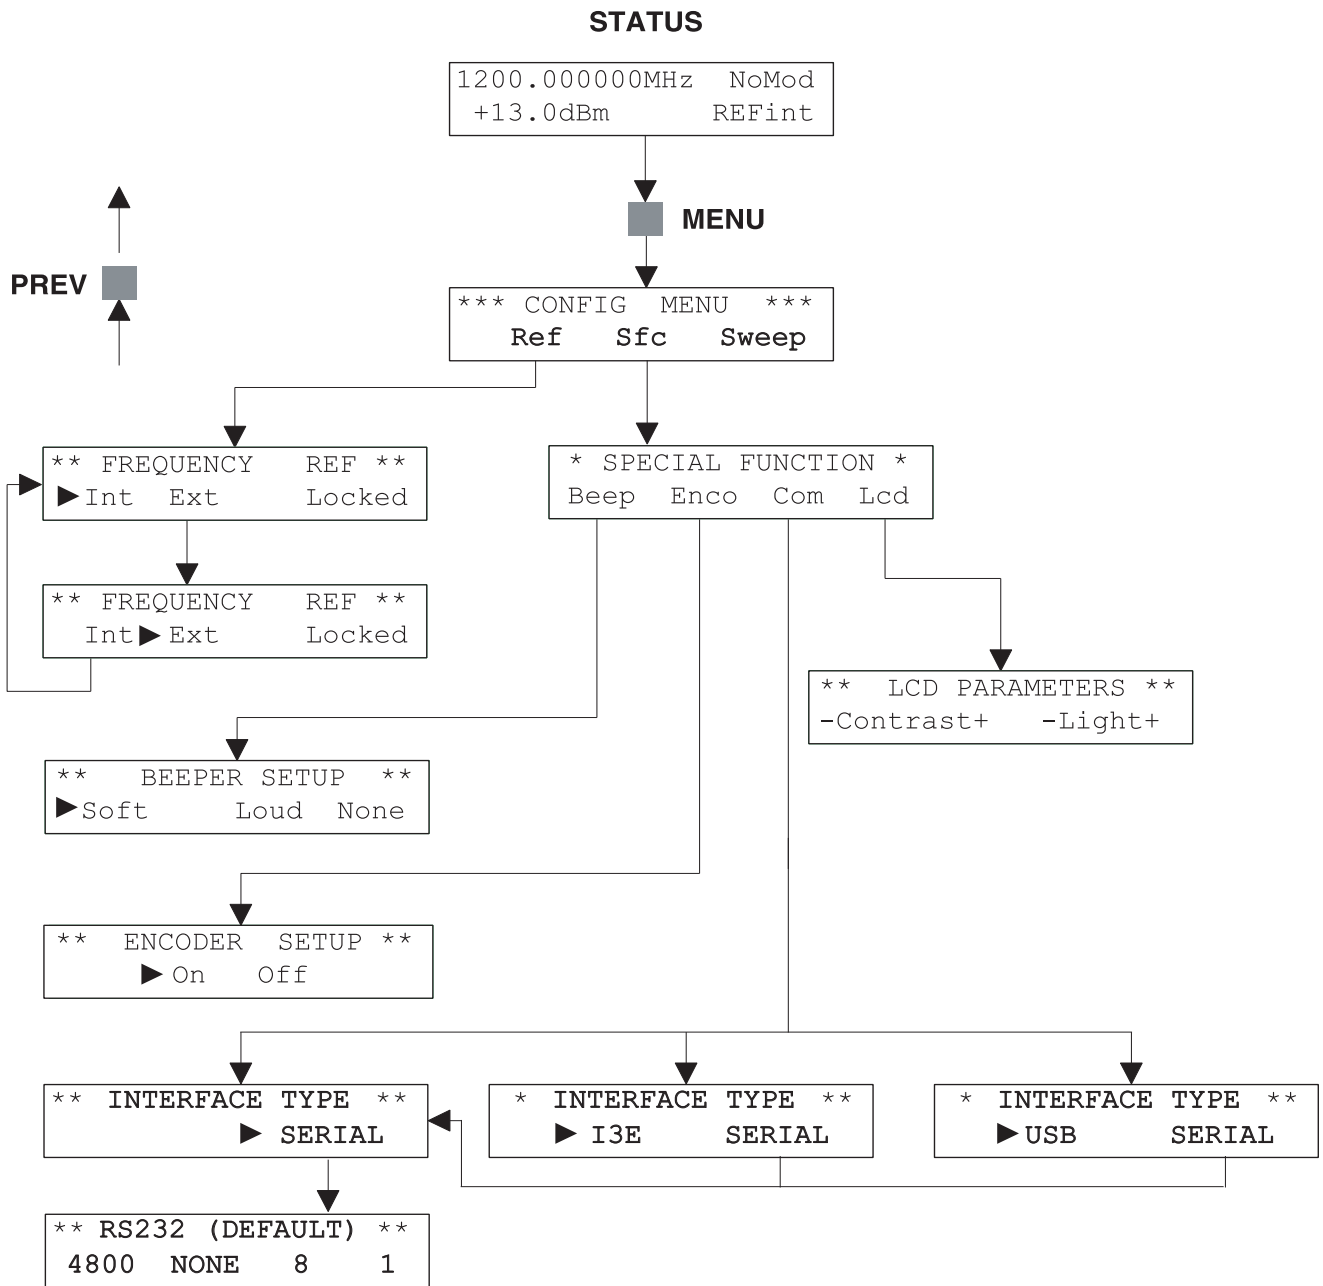 STATUS
1200.000000MHz NoMod
+13.0dBm REFint
MENU
PREV
*** CONFIG MENU ***
Ref Sfc Sweep
** FREQUENCY REF **
▶Int Ext Locked
* SPECIAL FUNCTION *
Beep Enco Com Lcd
** FREQUENCY REF **
Int▶Ext Locked
** LCD PARAMETERS **
-Contrast+ -Light+
** BEEPER SETUP **
▶Soft Loud None
** ENCODER SETUP **
▶On Off
** INTERFACE TYPE **
▶ SERIAL
* INTERFACE TYPE **
▶ I3E SERIAL
* INTERFACE TYPE **
▶USB SERIAL
** RS232 (DEFAULT) **
4800 NONE 8 1